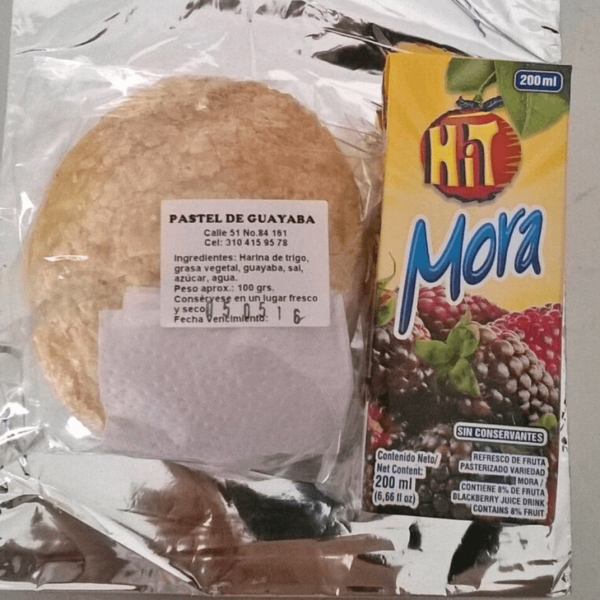 PASTEL DE GUAYABA
Calle 51 No.84 161
Cel: 310 415 95 78
Ingredientes: Harina de trigo,
grasa vegetal, guayaba, sal,
azúcar, agua.
Peso aprox.: 100 grs.
Consérvese en un lugar fresco
y seco
Fecha Vencimiento:
05 05 16
200 ml
HiT
Mora
SIN CONSERVANTES
Contenido Neto/
Net Content:
200 ml
(6,66 fl oz)
REFRESCO DE FRUTA
PASTERIZADO VARIEDAD
MORA /
CONTIENE 8% DE FRUTA
BLACKBERRY JUICE DRINK
CONTAINS 8% FRUIT